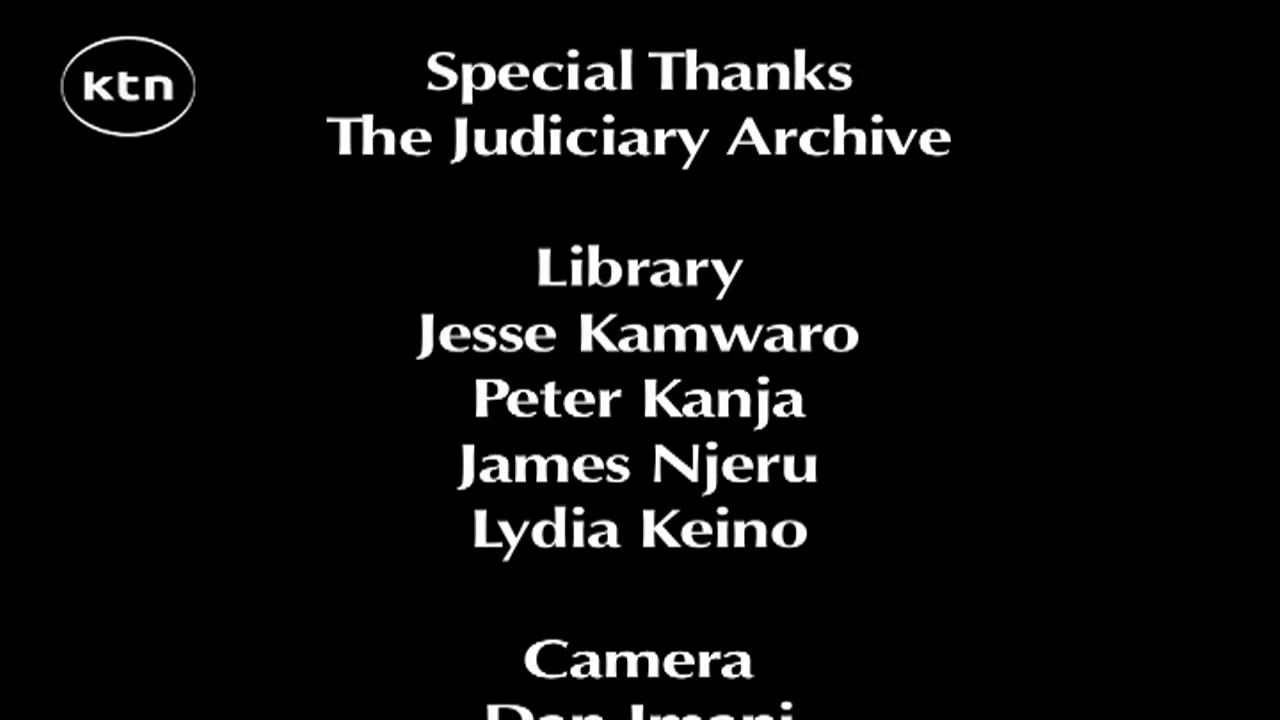 ktn
Special Thanks
The Judiciary Archive
Library
Jesse Kamwaro
Peter Kanja
James Njeru
Lydia Keino
Camera